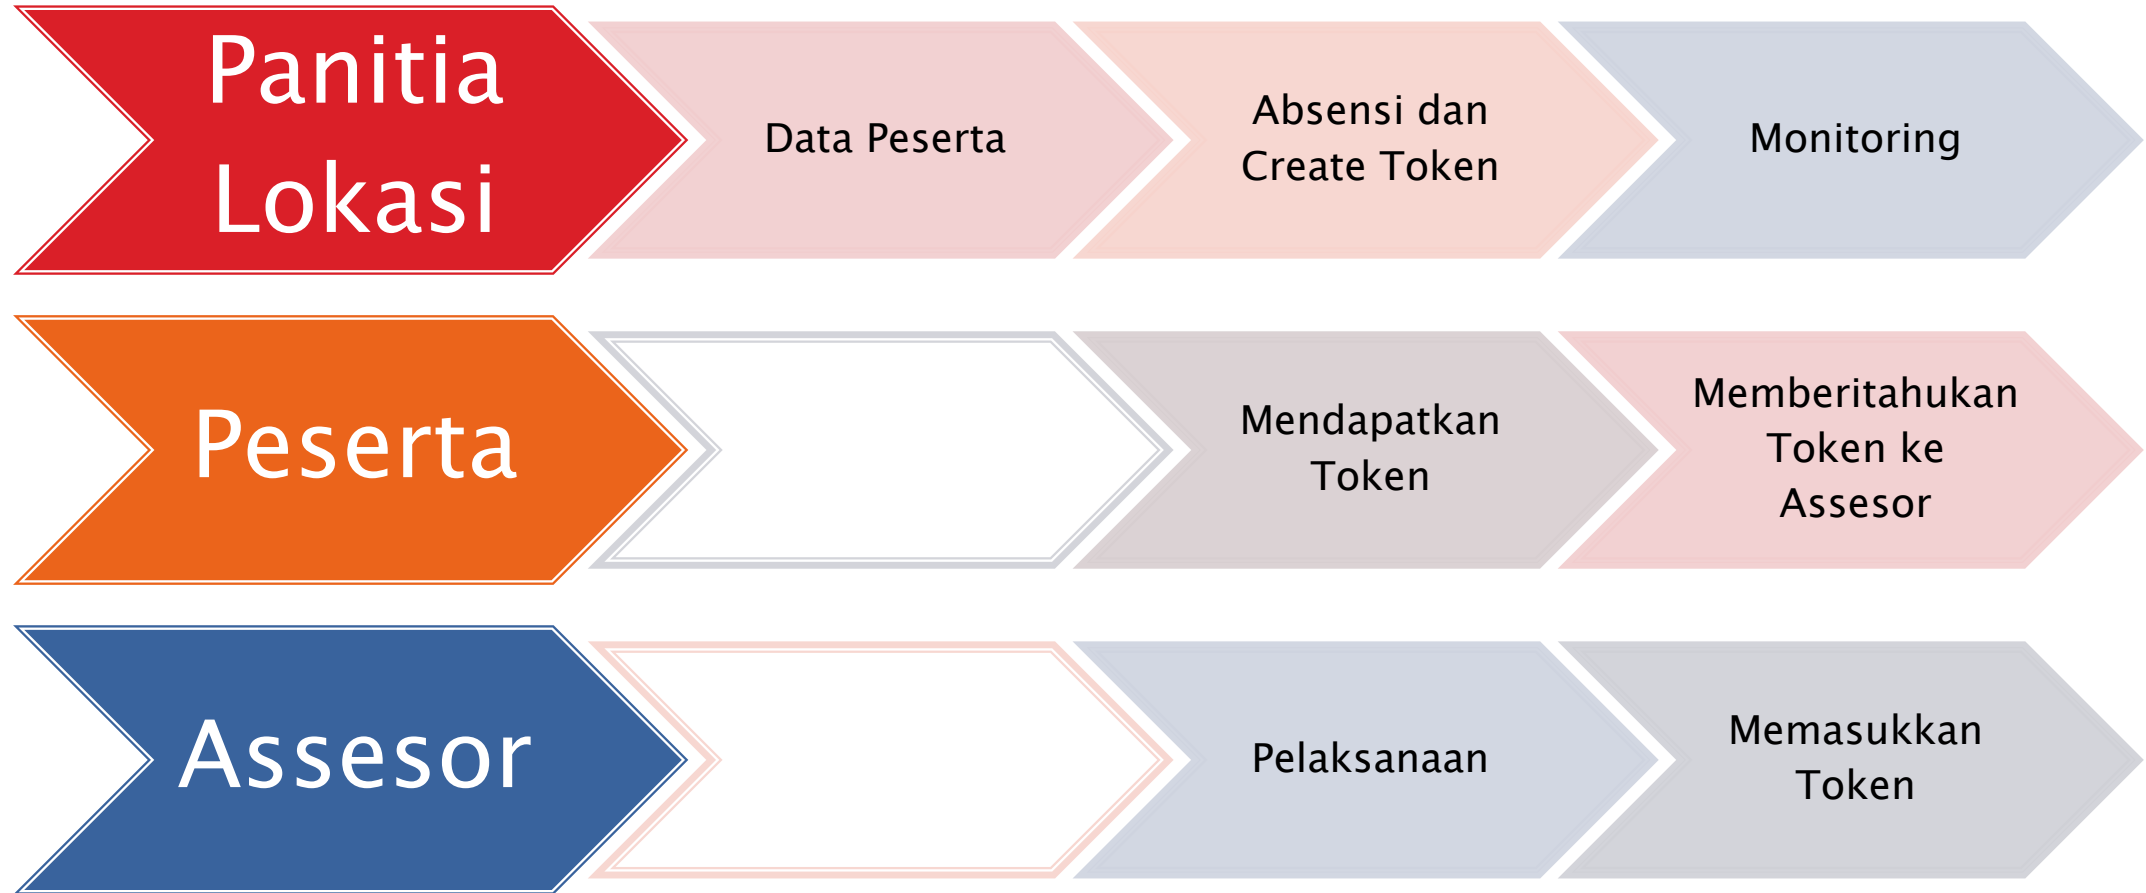 Panitia
Lokasi
Data Peserta
Absensi dan
Create Token
Monitoring
Peserta
Mendapatkan
Token
Memberitahukan
Token ke
Assesor
Assesor
Pelaksanaan
Memasukkan
Token